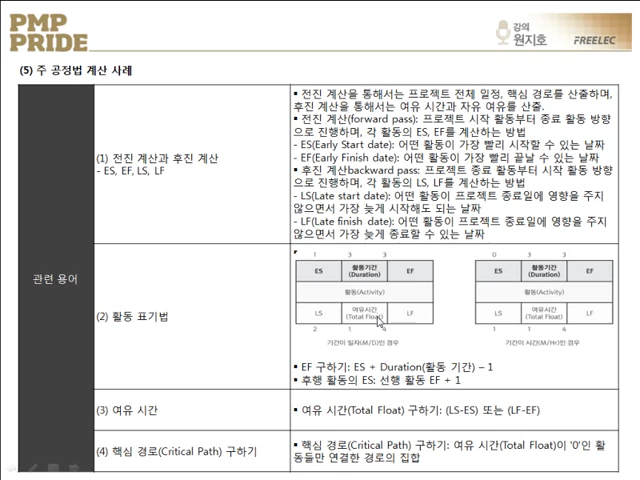 PMP
PRIDE
강의
원지호
FREELEC
(5) 주 공정법 계산 사례
관련 용어
(1) 전진 계산과 후진 계산
- ES, EF, LS, LF
▪ 전진 계산을 통해서는 프로젝트 전체 일정, 핵심 경로를 산출하며,
후진 계산을 통해서는 여유 시간과 자유 여유를 산출.
▪ 전진 계산(forward pass): 프로젝트 시작 활동부터 종료 활동 방향
으로 진행하며, 각 활동의 ES, EF를 계산하는 방법
- ES(Early Start date): 어떤 활동이 가장 빨리 시작할 수 있는 날짜
- EF(Early Finish date): 어떤 활동이 가장 빨리 끝날 수 있는 날짜
▪ 후진 계산backward pass: 프로젝트 종료 활동부터 시작 활동 방향
으로 진행하며, 각 활동의 LS, LF를 계산하는 방법
- LS(Late start date): 어떤 활동이 프로젝트 종료일에 영향을 주지
않으면서 가장 늦게 시작해도 되는 날짜
- LF(Late finish date): 어떤 활동이 프로젝트 종료일에 영향을 주지
않으면서 가장 늦게 종료할 수 있는 날짜
(2) 활동 표기법
1 3 3
ES 활동기간 (Duration) EF
활동(Activity)
LS 여유시간 (Total Float) LF
2 1 4
기간이 일자(M/D)인 경우
0 3 3
ES 활동기간 (Duration) EF
활동(Activity)
LS 여유시간 (Total Float) LF
1 1 4
기간이 시간(M/Hr)인 경우
▪ EF 구하기: ES + Duration(활동 기간) – 1
▪ 후행 활동의 ES: 선행 활동 EF + 1
(3) 여유 시간
▪ 여유 시간(Total Float) 구하기: (LS-ES) 또는 (LF-EF)
(4) 핵심 경로(Critical Path) 구하기
▪ 핵심 경로(Critical Path) 구하기: 여유 시간(Total Float)이 '0'인 활
동들만 연결한 경로의 집합